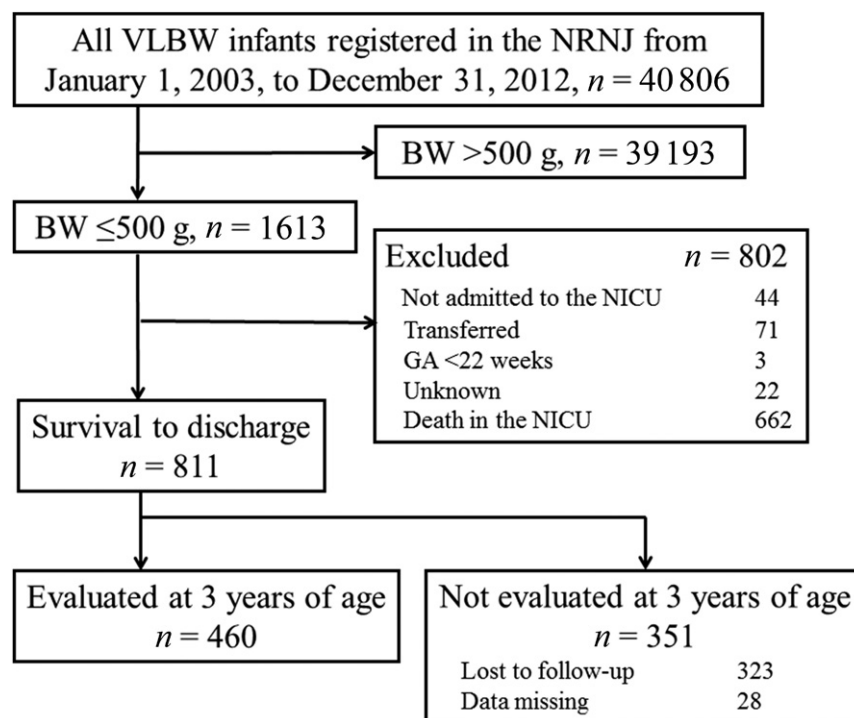 All VLBW infants registered in the NRNJ from
January 1, 2003, to December 31, 2012, n = 40 806
BW >500 g, n = 39 193
BW ≤500 g, n = 1613
Excluded n = 802
Not admitted to the NICU 44
Transferred 71
GA <22 weeks 3
Unknown 22
Death in the NICU 662
Survival to discharge
n = 811
Evaluated at 3 years of age
n = 460
Not evaluated at 3 years of age
n = 351
Lost to follow-up 323
Data missing 28